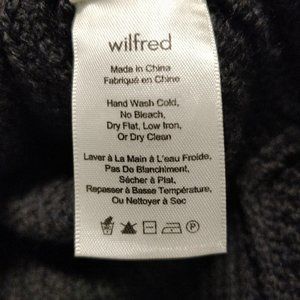 wilfred
Made in China
Fabriqué en Chine
Hand Wash Cold,
No Bleach,
Dry Flat, Low Iron,
Or Dry Clean
Laver à La Main à L'eau Froide,
Pas De Blanchiment,
Sécher à Plat,
Repasser à Basse Température,
Ou Nettoyer à Sec
P